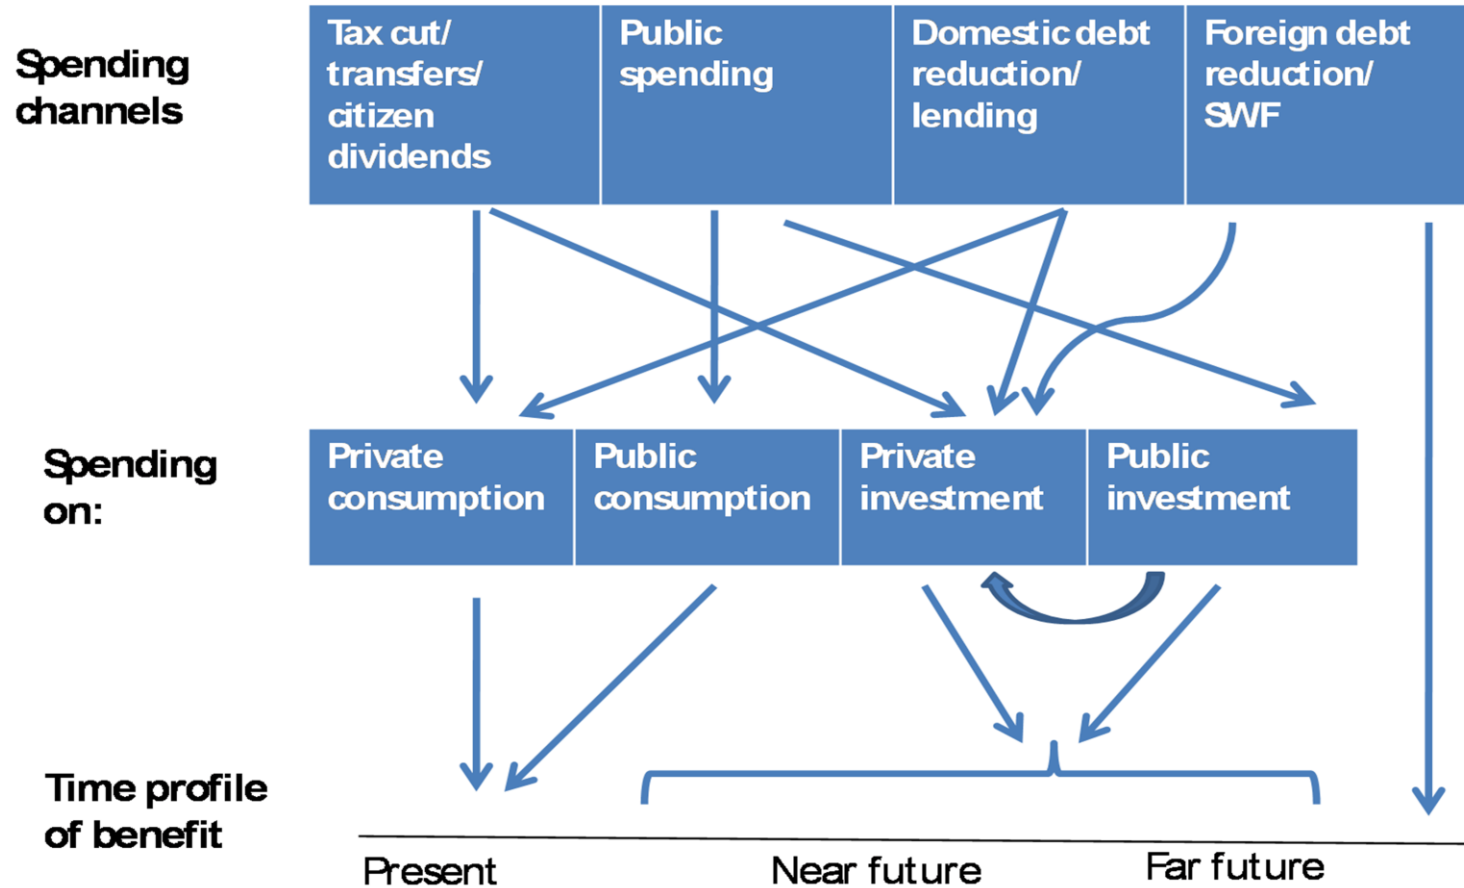 Spending
channels
Tax cut/
transfers/
citizen
dividends
Public
spending
Domestic debt
reduction/
lending
Foreign debt
reduction/
SWF
Spending
on:
Private
consumption
Public
consumption
Private
investment
Public
investment
Time profile
of benefit
Present
Near future
Far future